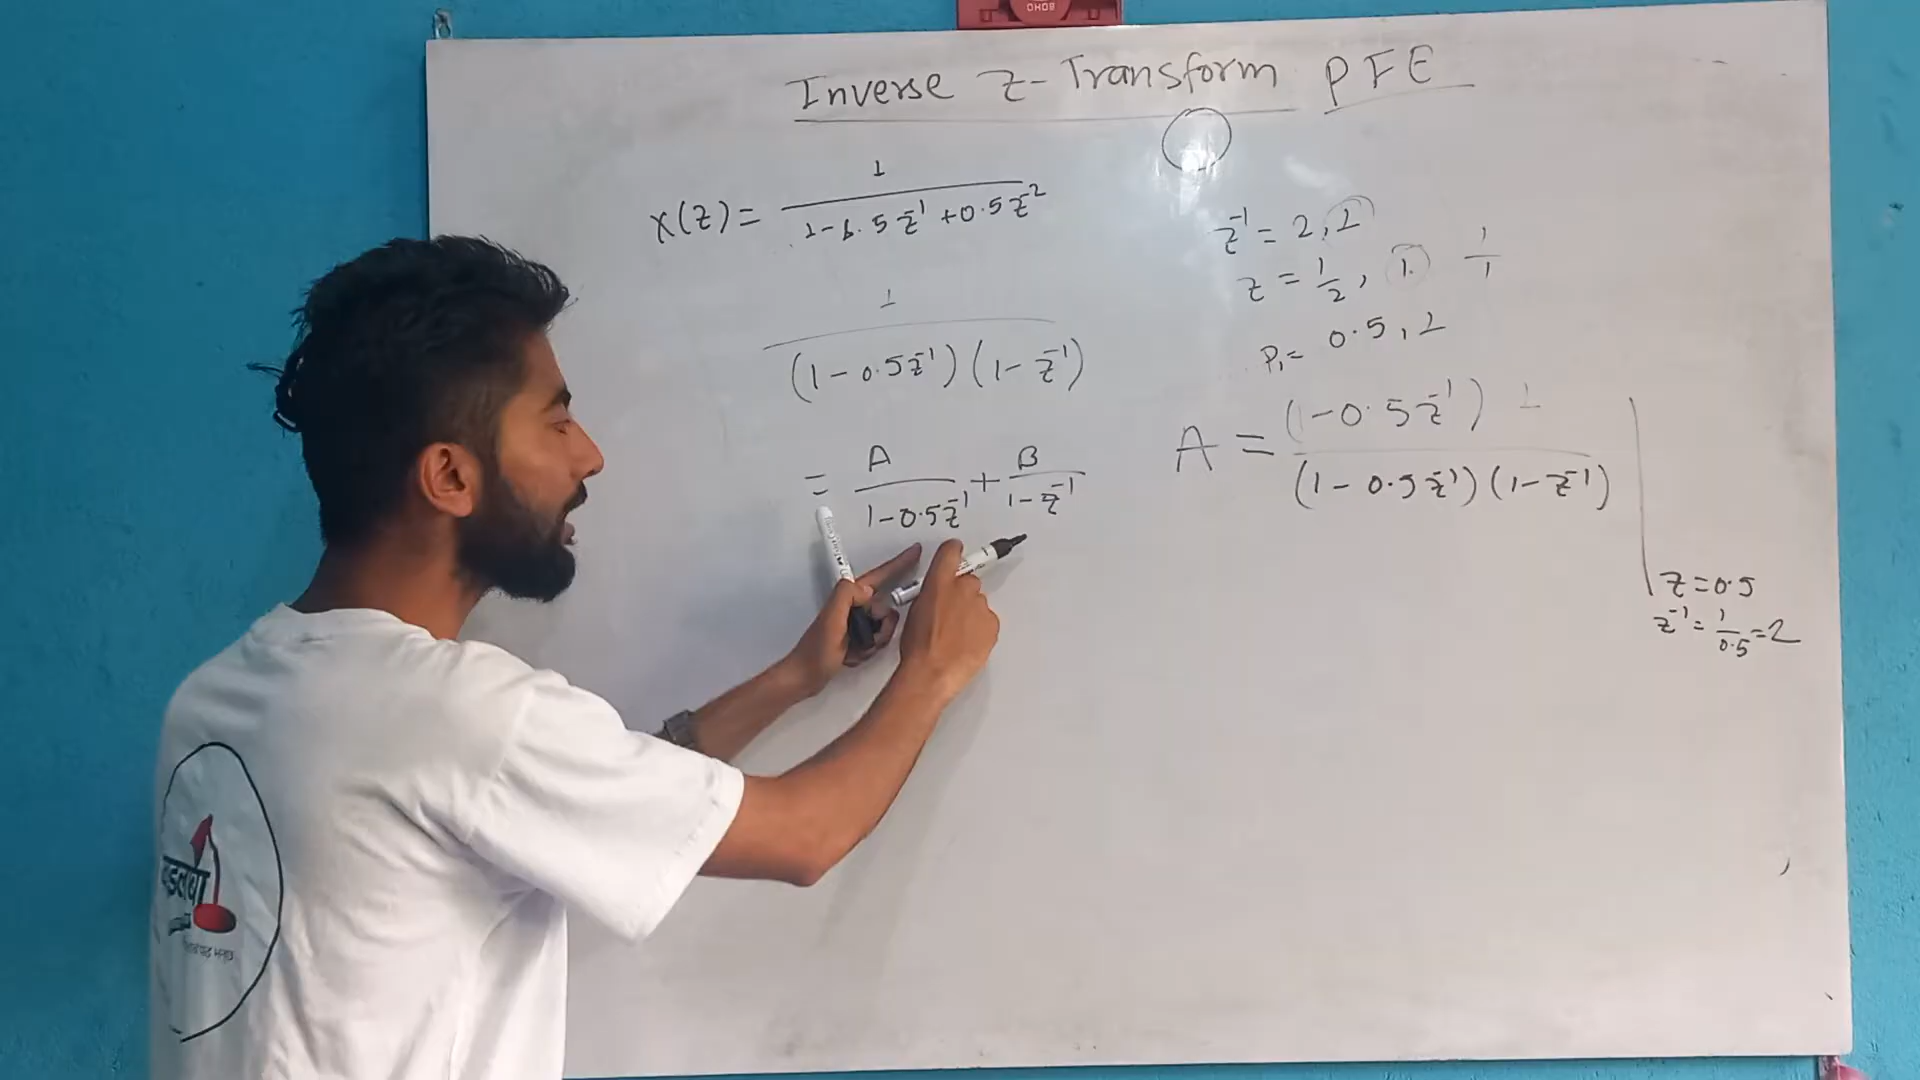 Inverse Z-Transform PFE
X(z) = 1 / 1-1.5z⁻¹ + 0.5z⁻²
1 / (1-0.5z⁻¹)(1-z⁻¹)
= A / 1-0.5z⁻¹ + B / 1-z⁻¹
z⁻¹ = 2, 1
z = 1/2, 1. 1/1
P₁ = 0.5, 1
A = (1-0.5z⁻¹) 1 / (1-0.5z⁻¹)(1-z⁻¹)
z = 0.5
z⁻¹ = 1/0.5 = 2